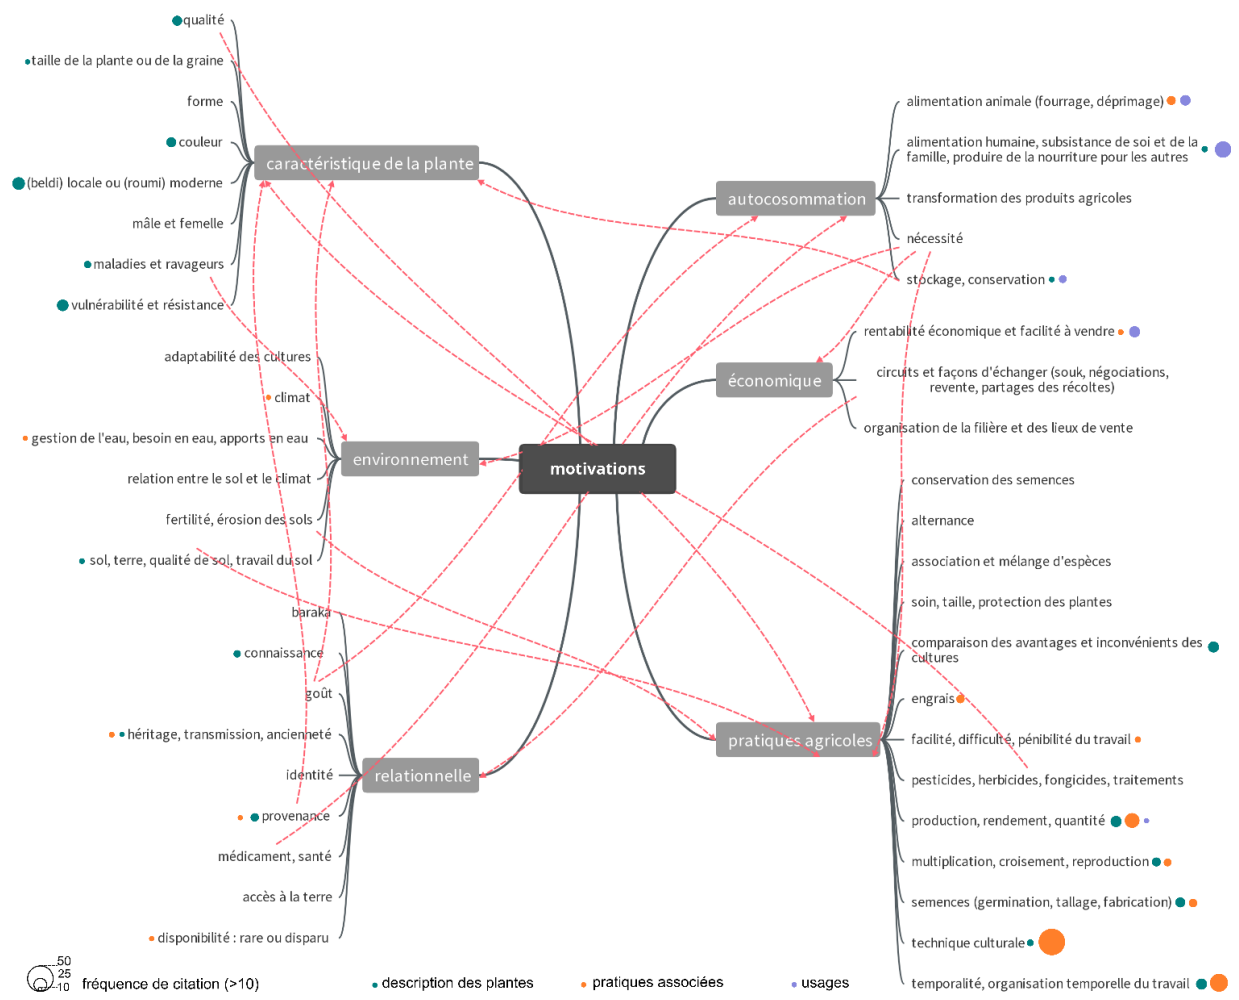 qualité
taille de la plante ou de la graine
forme
couleur
caractéristique de la plante
(beldi) locale ou (roumi) moderne
mâle et femelle
maladies et ravageurs
vulnérabilité et résistance
adaptabilité des cultures
climat
gestion de l'eau, besoin en eau, apports en eau
environnement
relation entre le sol et le climat
fertilité, érosion des sols
sol, terre, qualité de sol, travail du sol
baraka
connaissance
goût
héritage, transmission, ancienneté
identité
relationnelle
provenance
médicament, santé
accès à la terre
disponibilité : rare ou disparu
motivations
alimentation animale (fourrage, déprimage)
alimentation humaine, subsistance de soi et de la
famille, produire de la nourriture pour les autres
autocosommation
transformation des produits agricoles
nécessité
stockage, conservation
rentabilité économique et facilité à vendre
économique
circuits et façons d'échanger (souk, négociations,
revente, partages des récoltes)
organisation de la filière et des lieux de vente
conservation des semences
alternance
association et mélange d'espèces
soin, taille, protection des plantes
comparaison des avantages et inconvénients des
cultures
engrais
pratiques agricoles
facilité, difficulté, pénibilité du travail
pesticides, herbicides, fongicides, traitements
production, rendement, quantité
multiplication, croisement, reproduction
semences (germination, tallage, fabrication)
technique culturale
temporalité, organisation temporelle du travail
50
25
10
fréquence de citation (>10)
description des plantes
pratiques associées
usages